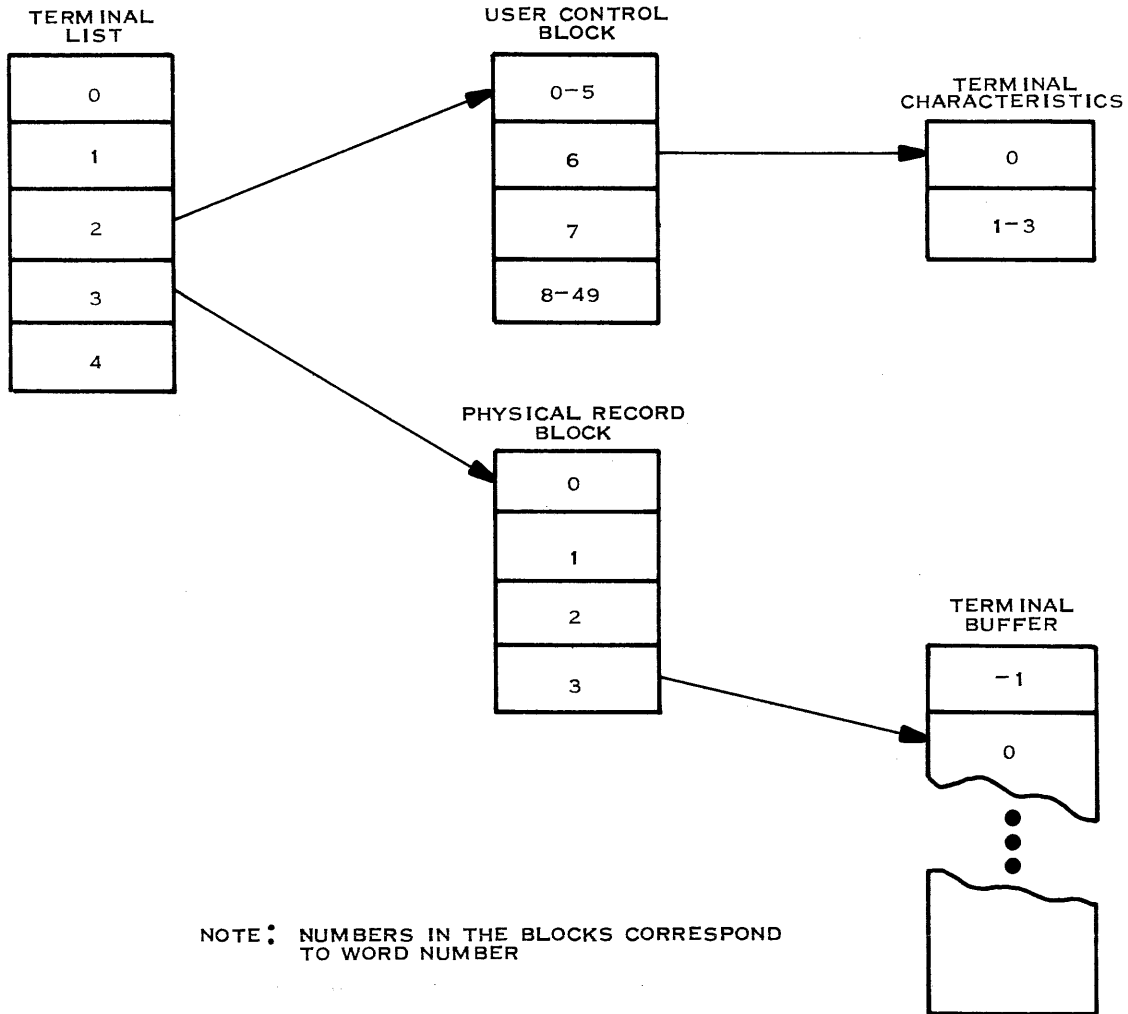 TERMINAL
LIST
0
1
2
3
4
USER CONTROL
BLOCK
0-5
6
7
8-49
TERMINAL
CHARACTERISTICS
0
1-3
PHYSICAL RECORD
BLOCK
0
1
2
3
TERMINAL
BUFFER
-1
0
NOTE: NUMBERS IN THE BLOCKS CORRESPOND
TO WORD NUMBER